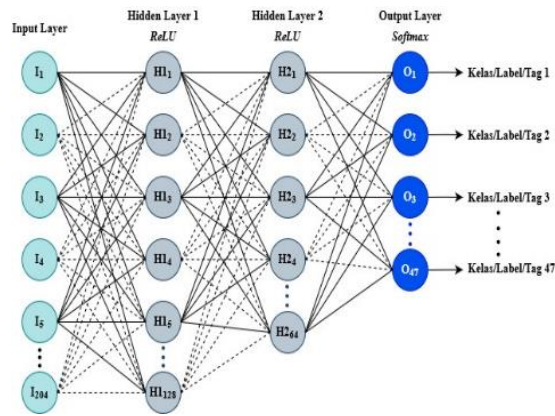 Input Layer
Hidden Layer 1
ReLU
Hidden Layer 2
ReLU
Output Layer
Softmax
I1 H11 H21 O1 Kelas/Label/Tag 1
I2 H12 H22 O2 Kelas/Label/Tag 2
I3 H13 H23 O3 Kelas/Label/Tag 3
I4 H14 H24 O47 Kelas/Label/Tag 47
I5 H15 H264
I204 H1128